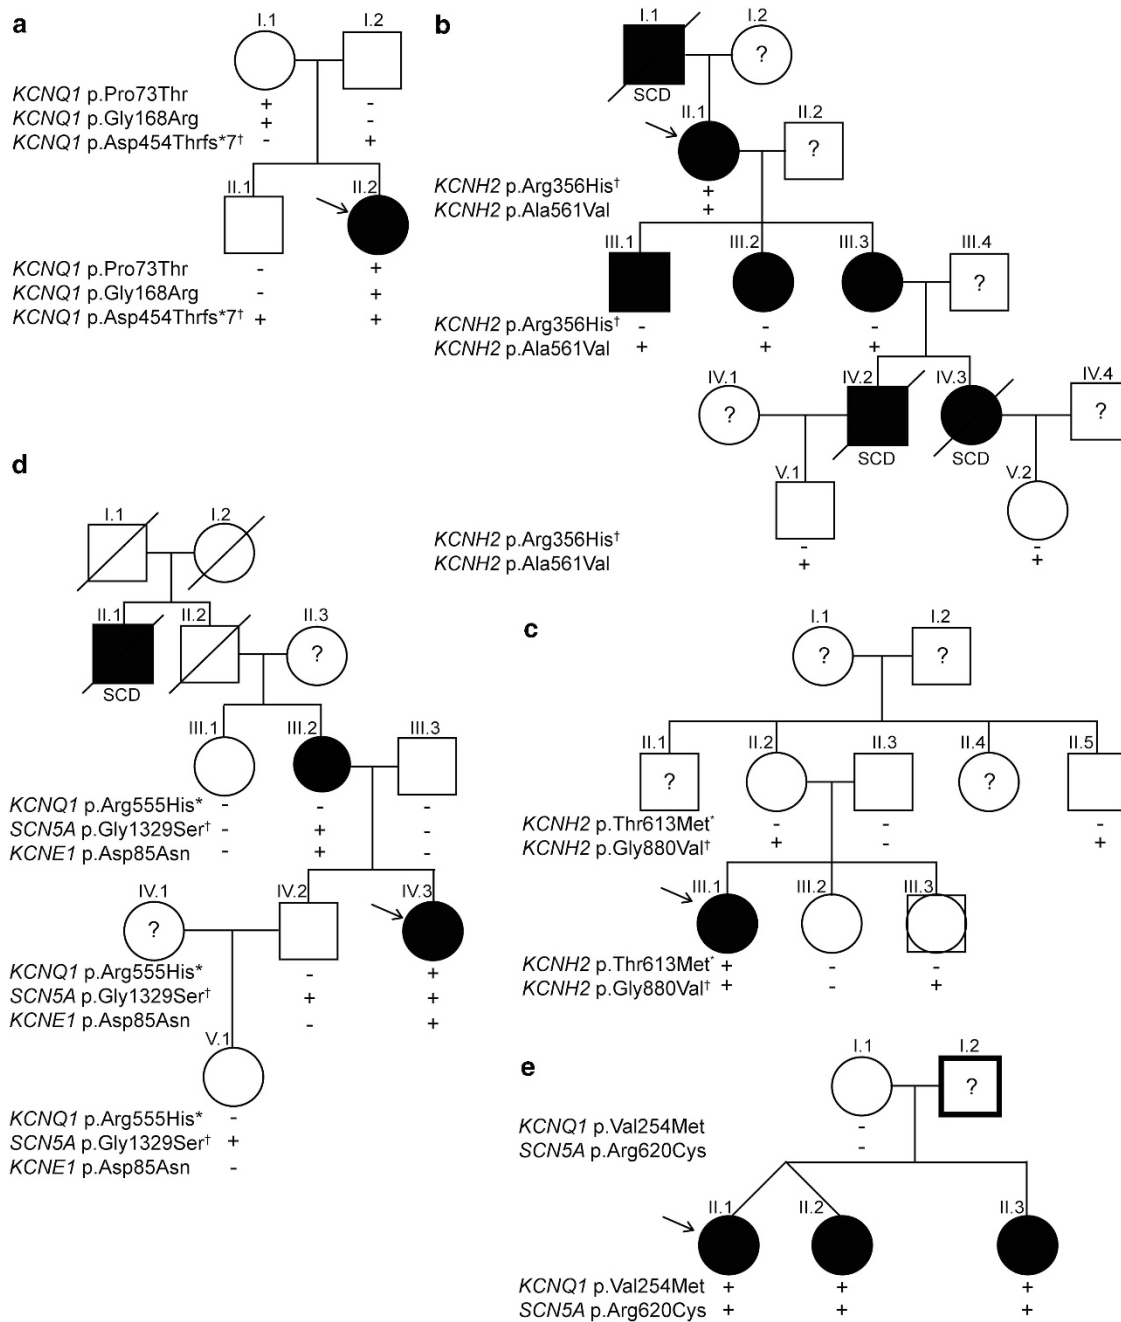 a
I.1 I.2
KCNQ1 p.Pro73Thr + -
KCNQ1 p.Gly168Arg + -
KCNQ1 p.Asp454Thrfs*7† - +
II.1 II.2
KCNQ1 p.Pro73Thr - +
KCNQ1 p.Gly168Arg - +
KCNQ1 p.Asp454Thrfs*7† + +
b
I.1 I.2
?
SCD
II.1 II.2
?
KCNH2 p.Arg356His† +
KCNH2 p.Ala561Val +
III.1 III.2 III.3 III.4
?
KCNH2 p.Arg356His† - - -
KCNH2 p.Ala561Val + + +
IV.1 IV.2 IV.3 IV.4
? ?
SCD SCD
V.1 V.2
KCNH2 p.Arg356His† - -
KCNH2 p.Ala561Val + +
d
I.1 I.2
II.1 II.2 II.3
?
SCD
III.1 III.2 III.3
KCNQ1 p.Arg555His* - - -
SCN5A p.Gly1329Ser† - + -
KCNE1 p.Asp85Asn - + -
IV.1 IV.2 IV.3
?
KCNQ1 p.Arg555His* - +
SCN5A p.Gly1329Ser† + +
KCNE1 p.Asp85Asn - +
V.1
KCNQ1 p.Arg555His* -
SCN5A p.Gly1329Ser† +
KCNE1 p.Asp85Asn -
c
I.1 I.2
? ?
II.1 II.2 II.3 II.4 II.5
? ?
KCNH2 p.Thr613Met* - - -
KCNH2 p.Gly880Val† + - +
III.1 III.2 III.3
KCNH2 p.Thr613Met* + - -
KCNH2 p.Gly880Val† + - +
e
I.1 I.2
?
KCNQ1 p.Val254Met -
SCN5A p.Arg620Cys -
II.1 II.2 II.3
KCNQ1 p.Val254Met + + +
SCN5A p.Arg620Cys + + +